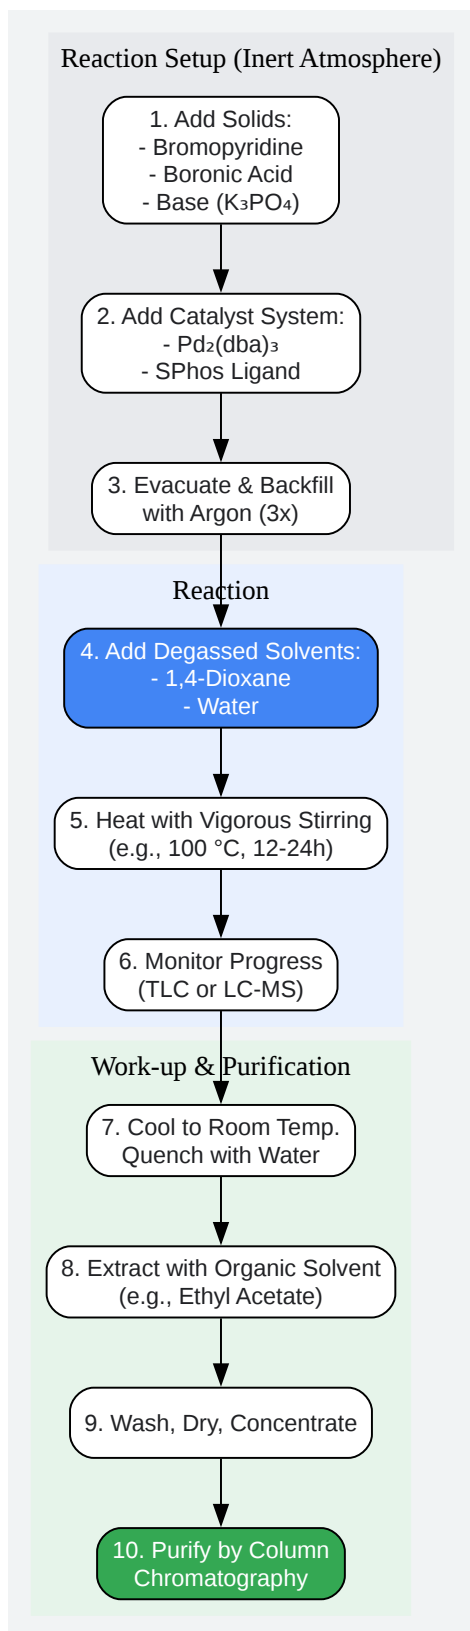 Reaction Setup (Inert Atmosphere)
1. Add Solids:
- Bromopyridine
- Boronic Acid
- Base (K₃PO₄)
2. Add Catalyst System:
- Pd₂(dba)₃
- SPhos Ligand
3. Evacuate & Backfill
with Argon (3x)
Reaction
4. Add Degassed Solvents:
- 1,4-Dioxane
- Water
5. Heat with Vigorous Stirring
(e.g., 100 °C, 12-24h)
6. Monitor Progress
(TLC or LC-MS)
Work-up & Purification
7. Cool to Room Temp.
Quench with Water
8. Extract with Organic Solvent
(e.g., Ethyl Acetate)
9. Wash, Dry, Concentrate
10. Purify by Column
Chromatography